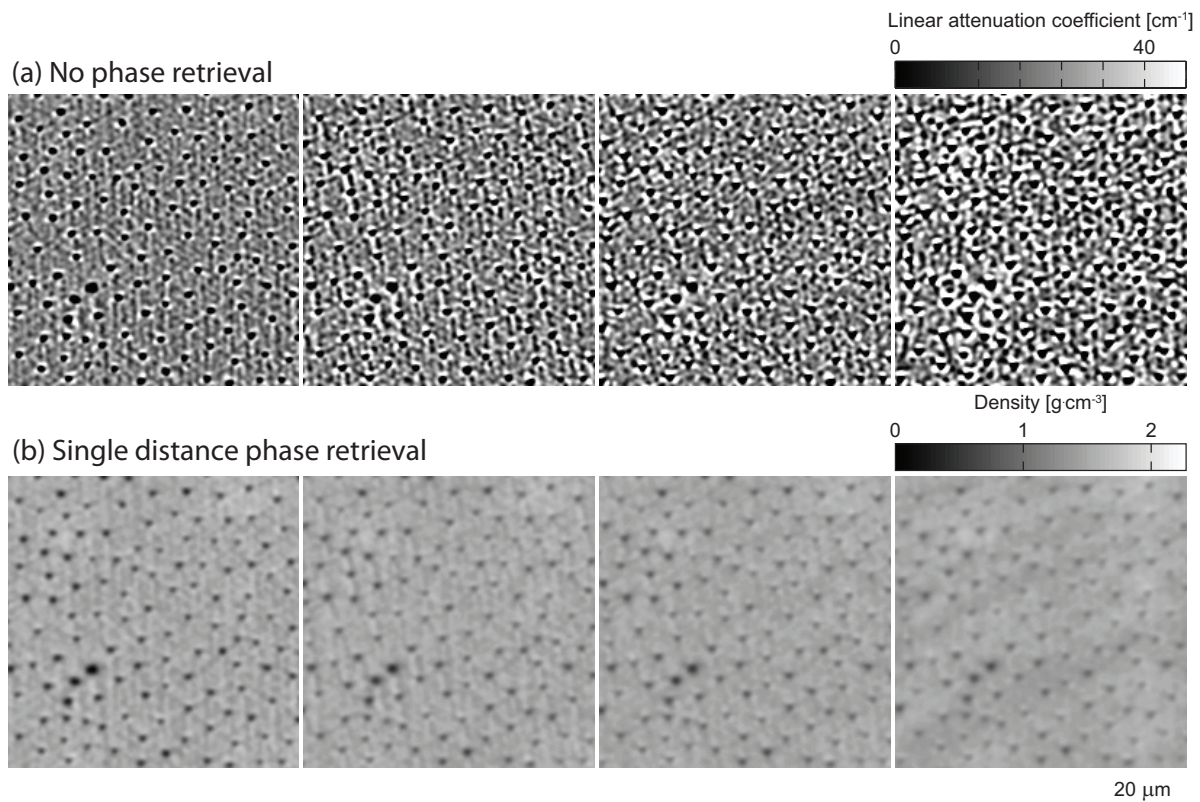 Linear attenuation coefficient [cm⁻¹]
0 40
(a) No phase retrieval
Density [g·cm⁻³]
0 1 2
(b) Single distance phase retrieval
20 μm